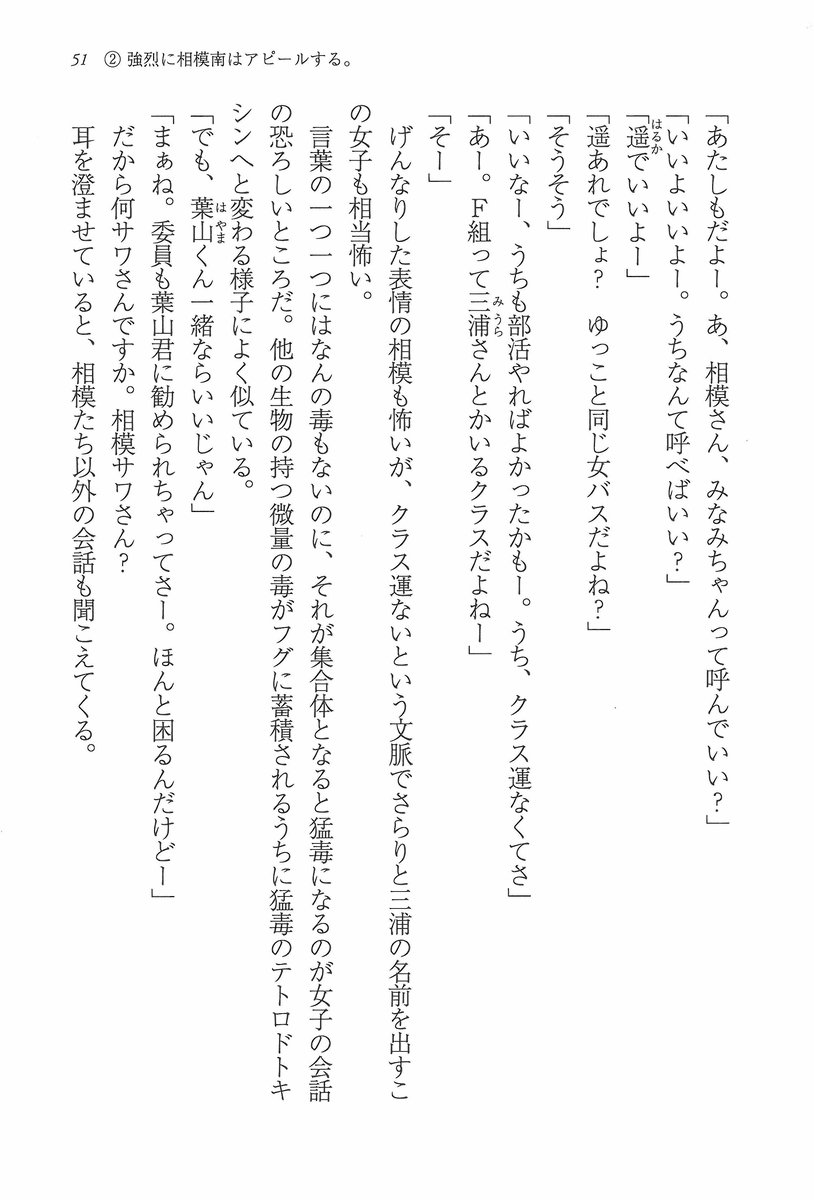 51 ② 強烈に相模南はアピールする。
「あたしもだよー。あ、相模さん、みなみちゃんって呼んでいい？」
「いいよいいよー。うちなんて呼べばいい？」
「遥でいいよー」
はるか
「遥あれでしょ？　ゆっこと同じ女バスだよね？」
「そうそう」
「いいなー、うちも部活やればよかったかもー。うち、クラス運なくてさ」
「あー。Ｆ組って三浦さんとかいるクラスだよねー」
みうら
「そー」
げんなりした表情の相模も怖いが、クラス運ないという文脈でさらりと三浦の名前を出すこ
の女子も相当怖い。
言葉の一つ一つにはなんの毒もないのに、それが集合体となると猛毒になるのが女子の会話
の恐ろしいところだ。他の生物の持つ微量の毒がフグに蓄積されるうちに猛毒のテトロドトキ
シンへと変わる様子によく似ている。
「でも、葉山くん一緒ならいいじゃん」
はやま
「まぁね。委員も葉山君に勧められちゃってさー。ほんと困るんだけどー」
だから何サワさんですか。相模サワさん？
耳を澄ませていると、相模たち以外の会話も聞こえてくる。